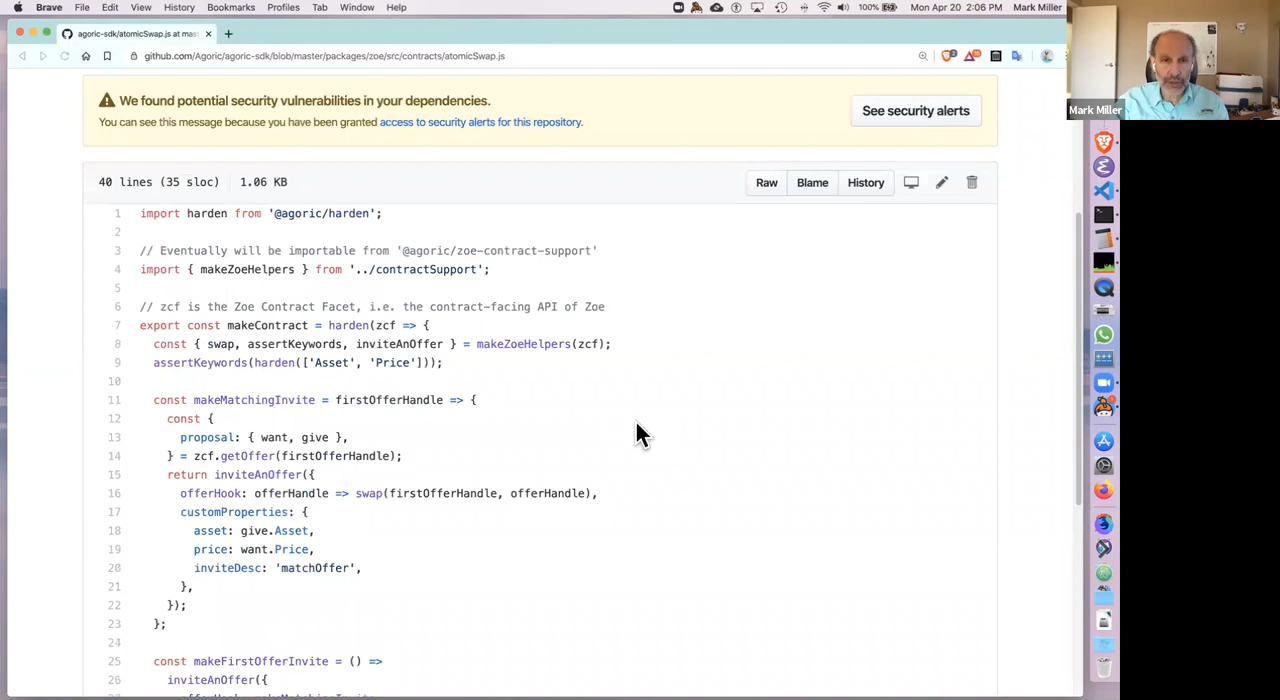 Brave File Edit View History Bookmarks Profiles Tab Window Help 100% Mon Apr 20 2:06 PM Mark Miller
agoric-sdk/atomicSwap.js at mas
github.com/Agoric/agoric-sdk/blob/master/packages/zoe/src/contracts/atomicSwap.js
Mark Miller
We found potential security vulnerabilities in your dependencies.
You can see this message because you have been granted access to security alerts for this repository.
See security alerts
40 lines (35 sloc) 1.06 KB
Raw Blame History
1 import harden from '@agoric/harden';
2
3 // Eventually will be importable from '@agoric/zoe-contract-support'
4 import { makeZoeHelpers } from '../contractSupport';
5
6 // zcf is the Zoe Contract Facet, i.e. the contract-facing API of Zoe
7 export const makeContract = harden(zcf => {
8 const { swap, assertKeywords, inviteAnOffer } = makeZoeHelpers(zcf);
9 assertKeywords(harden(['Asset', 'Price']));
10
11 const makeMatchingInvite = firstOfferHandle => {
12 const {
13 proposal: { want, give },
14 } = zcf.getOffer(firstOfferHandle);
15 return inviteAnOffer({
16 offerHook: offerHandle => swap(firstOfferHandle, offerHandle),
17 customProperties: {
18 asset: give.Asset,
19 price: want.Price,
20 inviteDesc: 'matchOffer',
21 },
22 });
23 };
24
25 const makeFirstOfferInvite = () =>
26 inviteAnOffer({